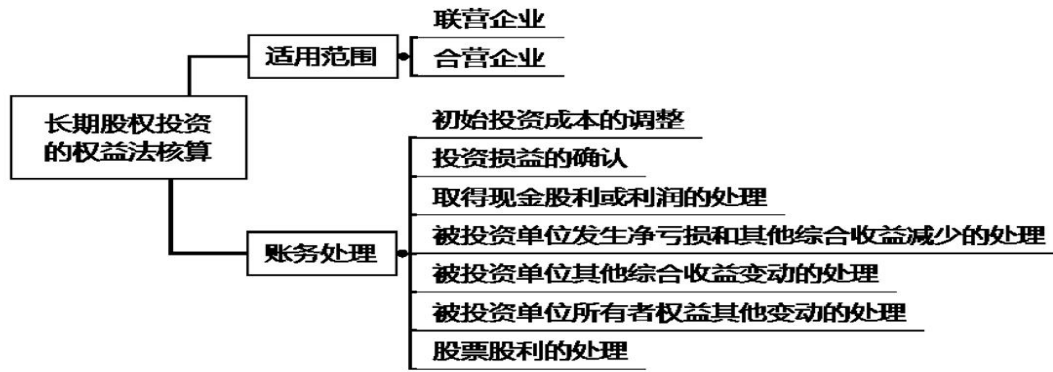 长期股权投资
的权益法核算
适用范围
联营企业
合营企业
账务处理
初始投资成本的调整
投资损益的确认
取得现金股利或利润的处理
被投资单位发生净亏损和其他综合收益减少的处理
被投资单位其他综合收益变动的处理
被投资单位所有者权益其他变动的处理
股票股利的处理